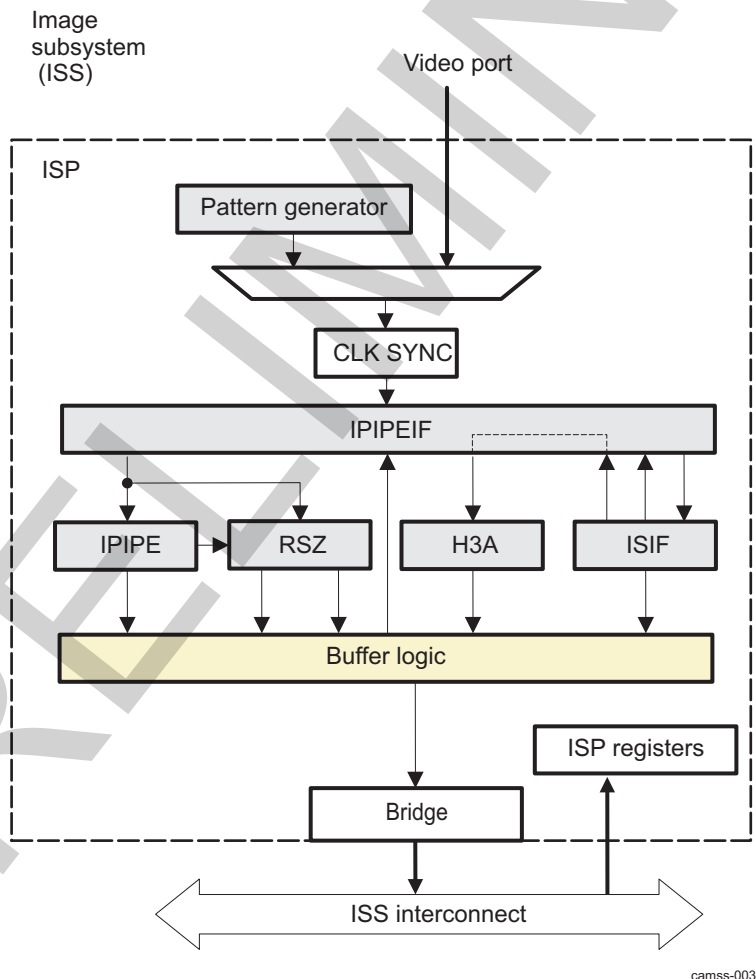 Image
subsystem
(ISS)
Video port
ISP
Pattern generator
CLK SYNC
IPIPEIF
IPIPE
RSZ
H3A
ISIF
Buffer logic
ISP registers
Bridge
ISS interconnect
camss-003
RELIMIN